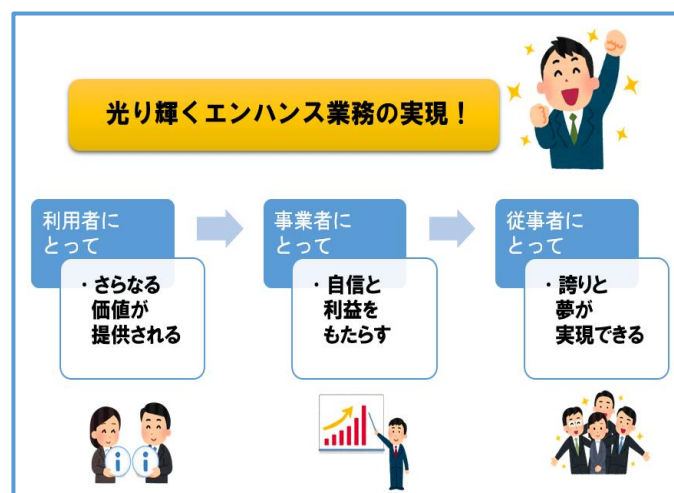 光り輝くエンハンス業務の実現！
利用者に
とって
・さらなる
価値が
提供される
事業者に
とって
・自信と
利益を
もたらす
従事者に
とって
・誇りと
夢が
実現できる
i i